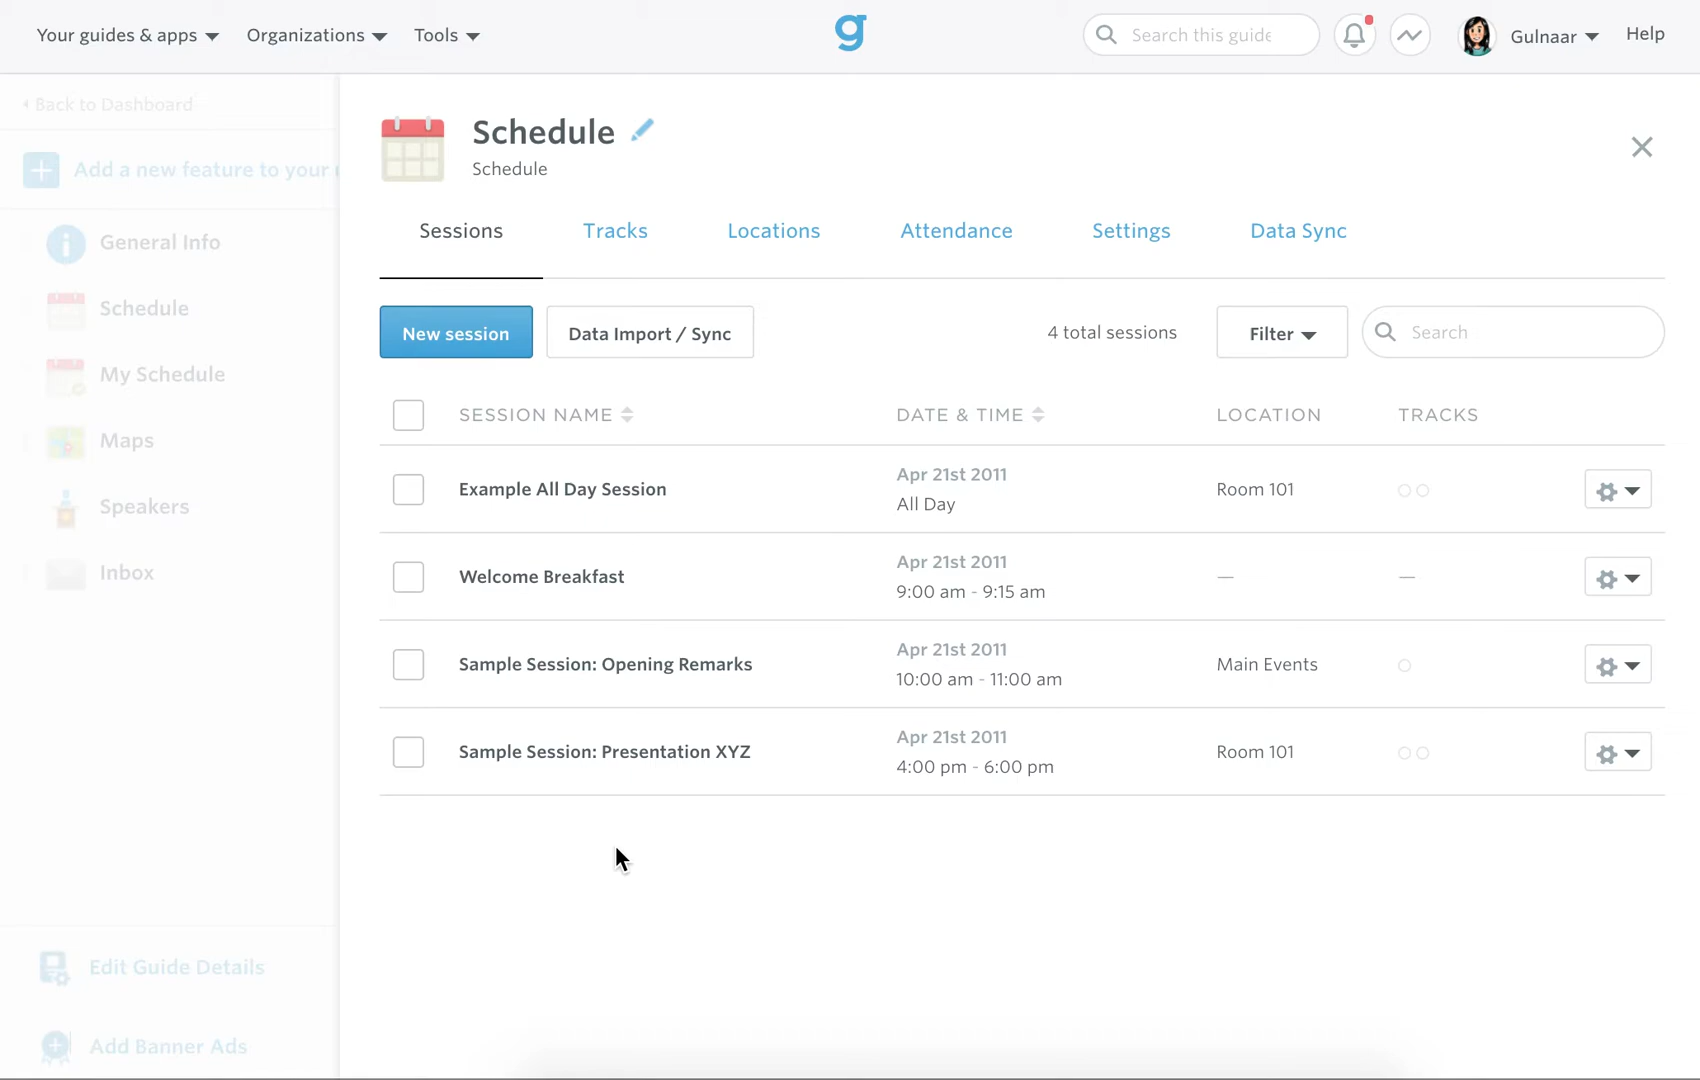 Your guides & apps
Organizations
Tools
g
Search this guide
Gulnaar
Help
Back to Dashboard
Add a new feature to your
General Info
Schedule
My Schedule
Maps
Speakers
Inbox
Edit Guide Details
Add Banner Ads
Schedule
Schedule
Sessions
Tracks
Locations
Attendance
Settings
Data Sync
New session
Data Import / Sync
4 total sessions
Filter
Search
SESSION NAME
DATE & TIME
LOCATION
TRACKS
Example All Day Session
Apr 21st 2011
All Day
Room 101
Welcome Breakfast
Apr 21st 2011
9:00 am - 9:15 am
—
—
Sample Session: Opening Remarks
Apr 21st 2011
10:00 am - 11:00 am
Main Events
Sample Session: Presentation XYZ
Apr 21st 2011
4:00 pm - 6:00 pm
Room 101